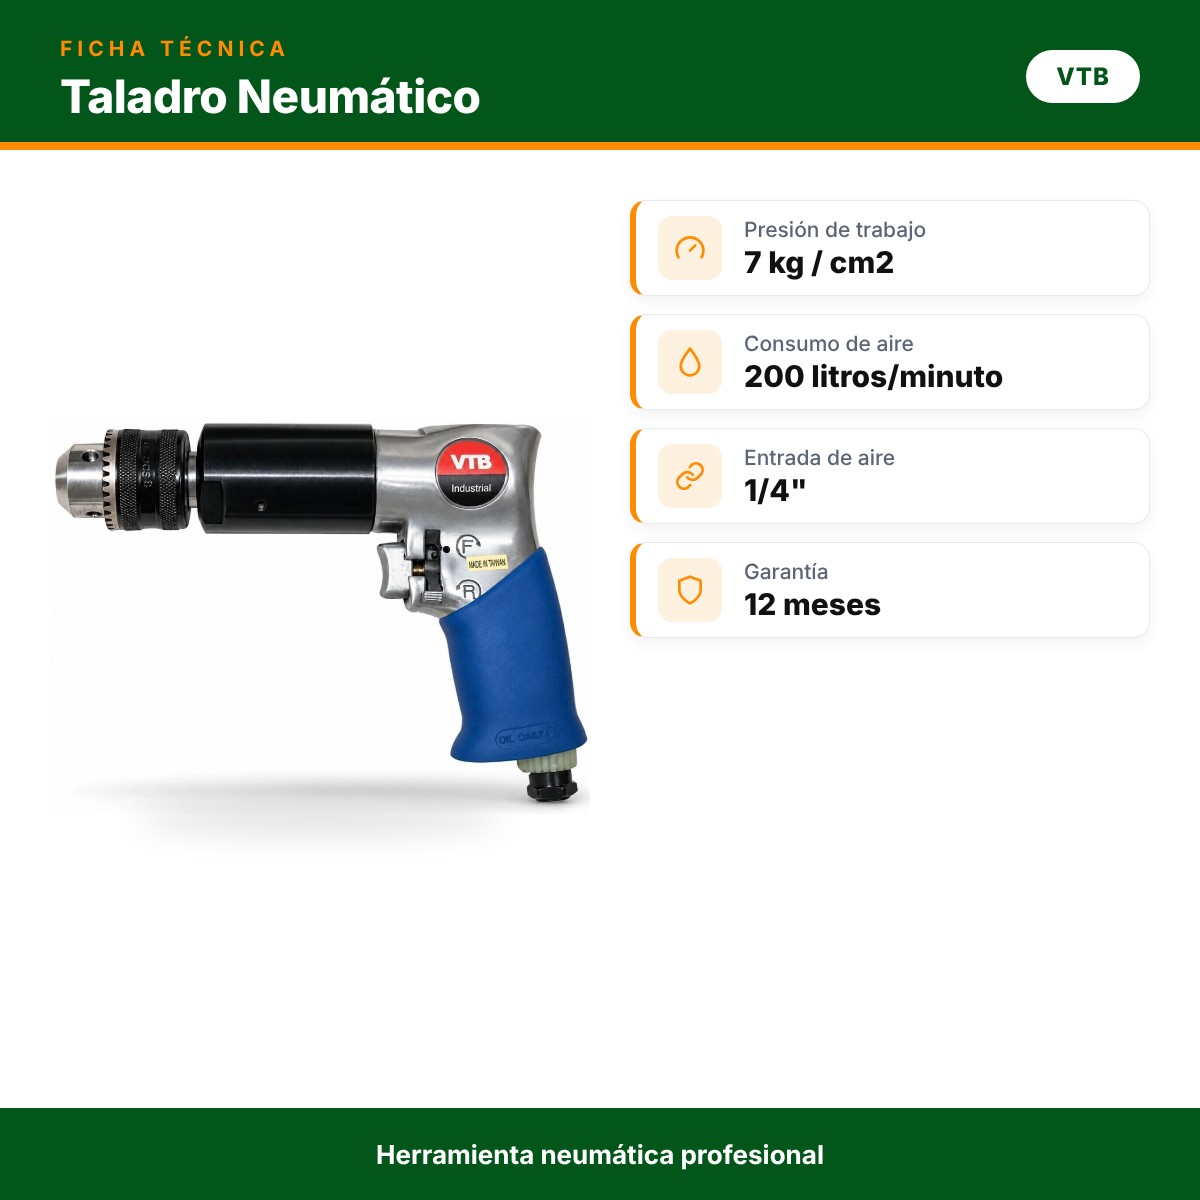 FICHA TÉCNICA
Taladro Neumático
VTB
Presión de trabajo
7 kg / cm2
Consumo de aire
200 litros/minuto
Entrada de aire
1/4"
Garantía
12 meses
VTB
Industrial
F
MADE IN TAIWAN
R
Herramienta neumática profesional